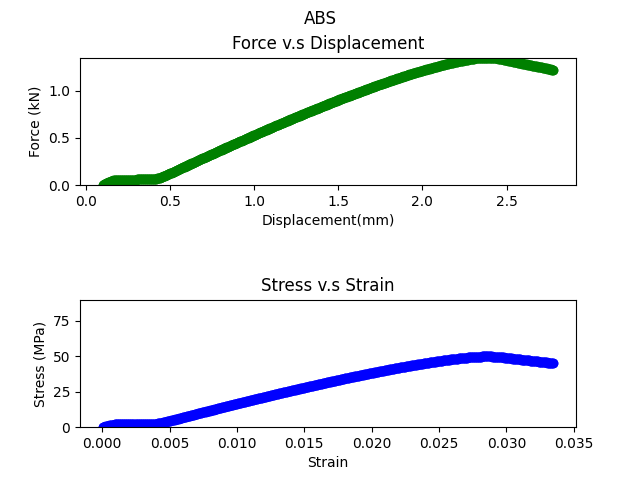 ABS
Force v.s Displacement
1.0
0.5
0.0
Force (kN)
0.0 0.5 1.0 1.5 2.0 2.5
Displacement(mm)
Stress v.s Strain
75
50
25
0
Stress (MPa)
0.000 0.005 0.010 0.015 0.020 0.025 0.030 0.035
Strain